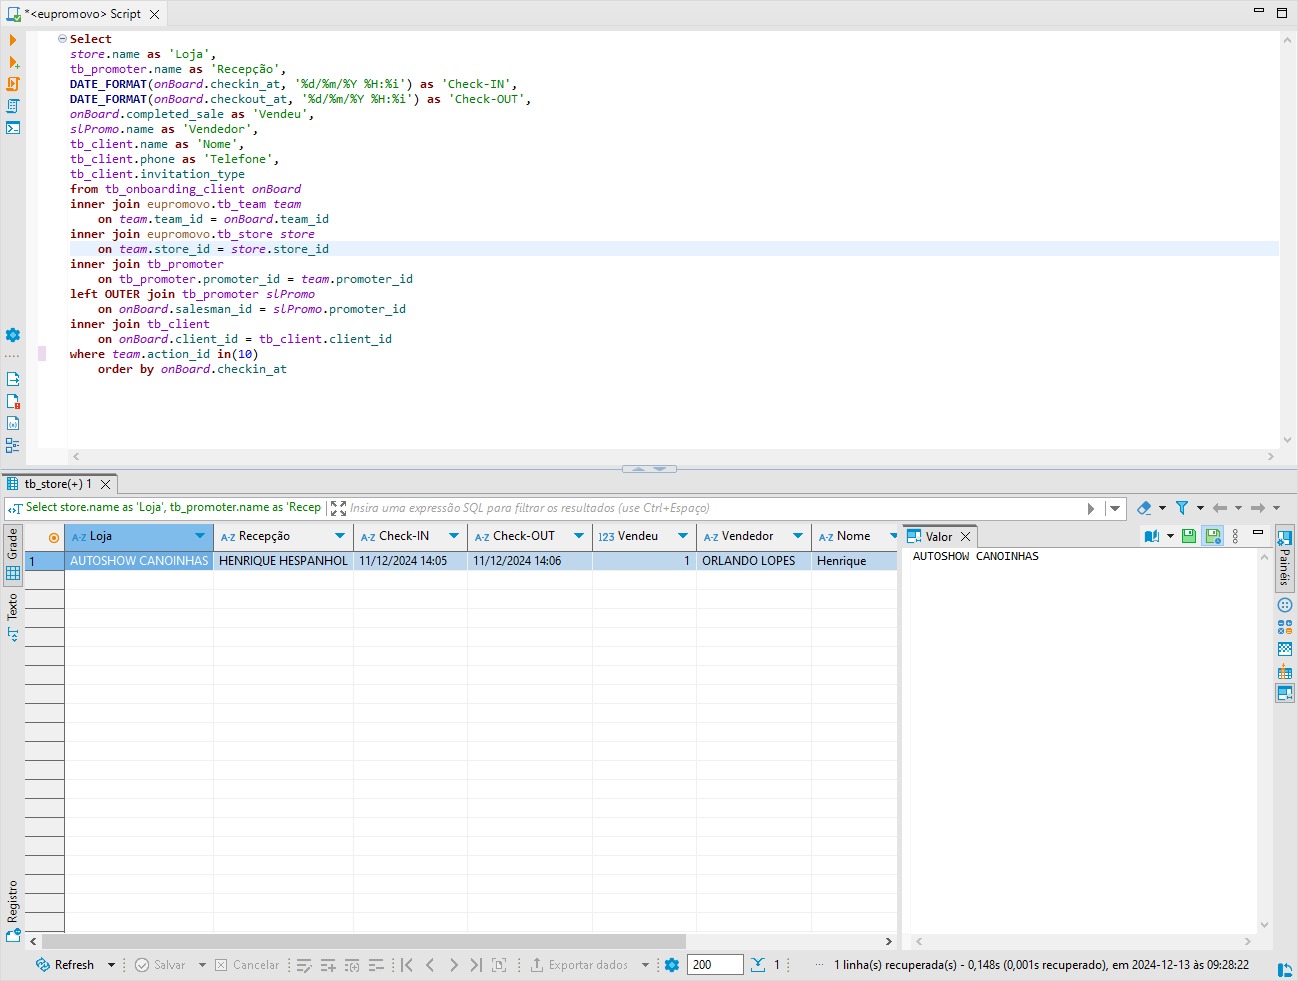 *<eupromovo> Script
Select
store.name as 'Loja',
tb_promoter.name as 'Recepção',
DATE_FORMAT(onBoard.checkin_at, '%d/%m/%Y %H:%i') as 'Check-IN',
DATE_FORMAT(onBoard.checkout_at, '%d/%m/%Y %H:%i') as 'Check-OUT',
onBoard.completed_sale as 'Vendeu',
slPromo.name as 'Vendedor',
tb_client.name as 'Nome',
tb_client.phone as 'Telefone',
tb_client.invitation_type
from tb_onboarding_client onBoard
inner join eupromovo.tb_team team
on team.team_id = onBoard.team_id
inner join eupromovo.tb_store store
on team.store_id = store.store_id
inner join tb_promoter
on tb_promoter.promoter_id = team.promoter_id
left OUTER join tb_promoter slPromo
on onBoard.salesman_id = slPromo.promoter_id
inner join tb_client
on onBoard.client_id = tb_client.client_id
where team.action_id in(10)
order by onBoard.checkin_at
tb_store(+) 1
Select store.name as 'Loja', tb_promoter.name as 'Recep
Insira uma expressão SQL para filtrar os resultados (use Ctrl+Espaço)
Grade
Texto
Registro
A-Z Loja A-Z Recepção A-Z Check-IN A-Z Check-OUT 123 Vendeu A-Z Vendedor A-Z Nome
1 AUTOSHOW CANOINHAS HENRIQUE HESPANHOL 11/12/2024 14:05 11/12/2024 14:06 1 ORLANDO LOPES Henrique
Valor
AUTOSHOW CANOINHAS
Painéis
Refresh Salvar Cancelar Exportar dados 200 1 1 linha(s) recuperada(s) - 0,148s (0,001s recuperado), em 2024-12-13 às 09:28:22